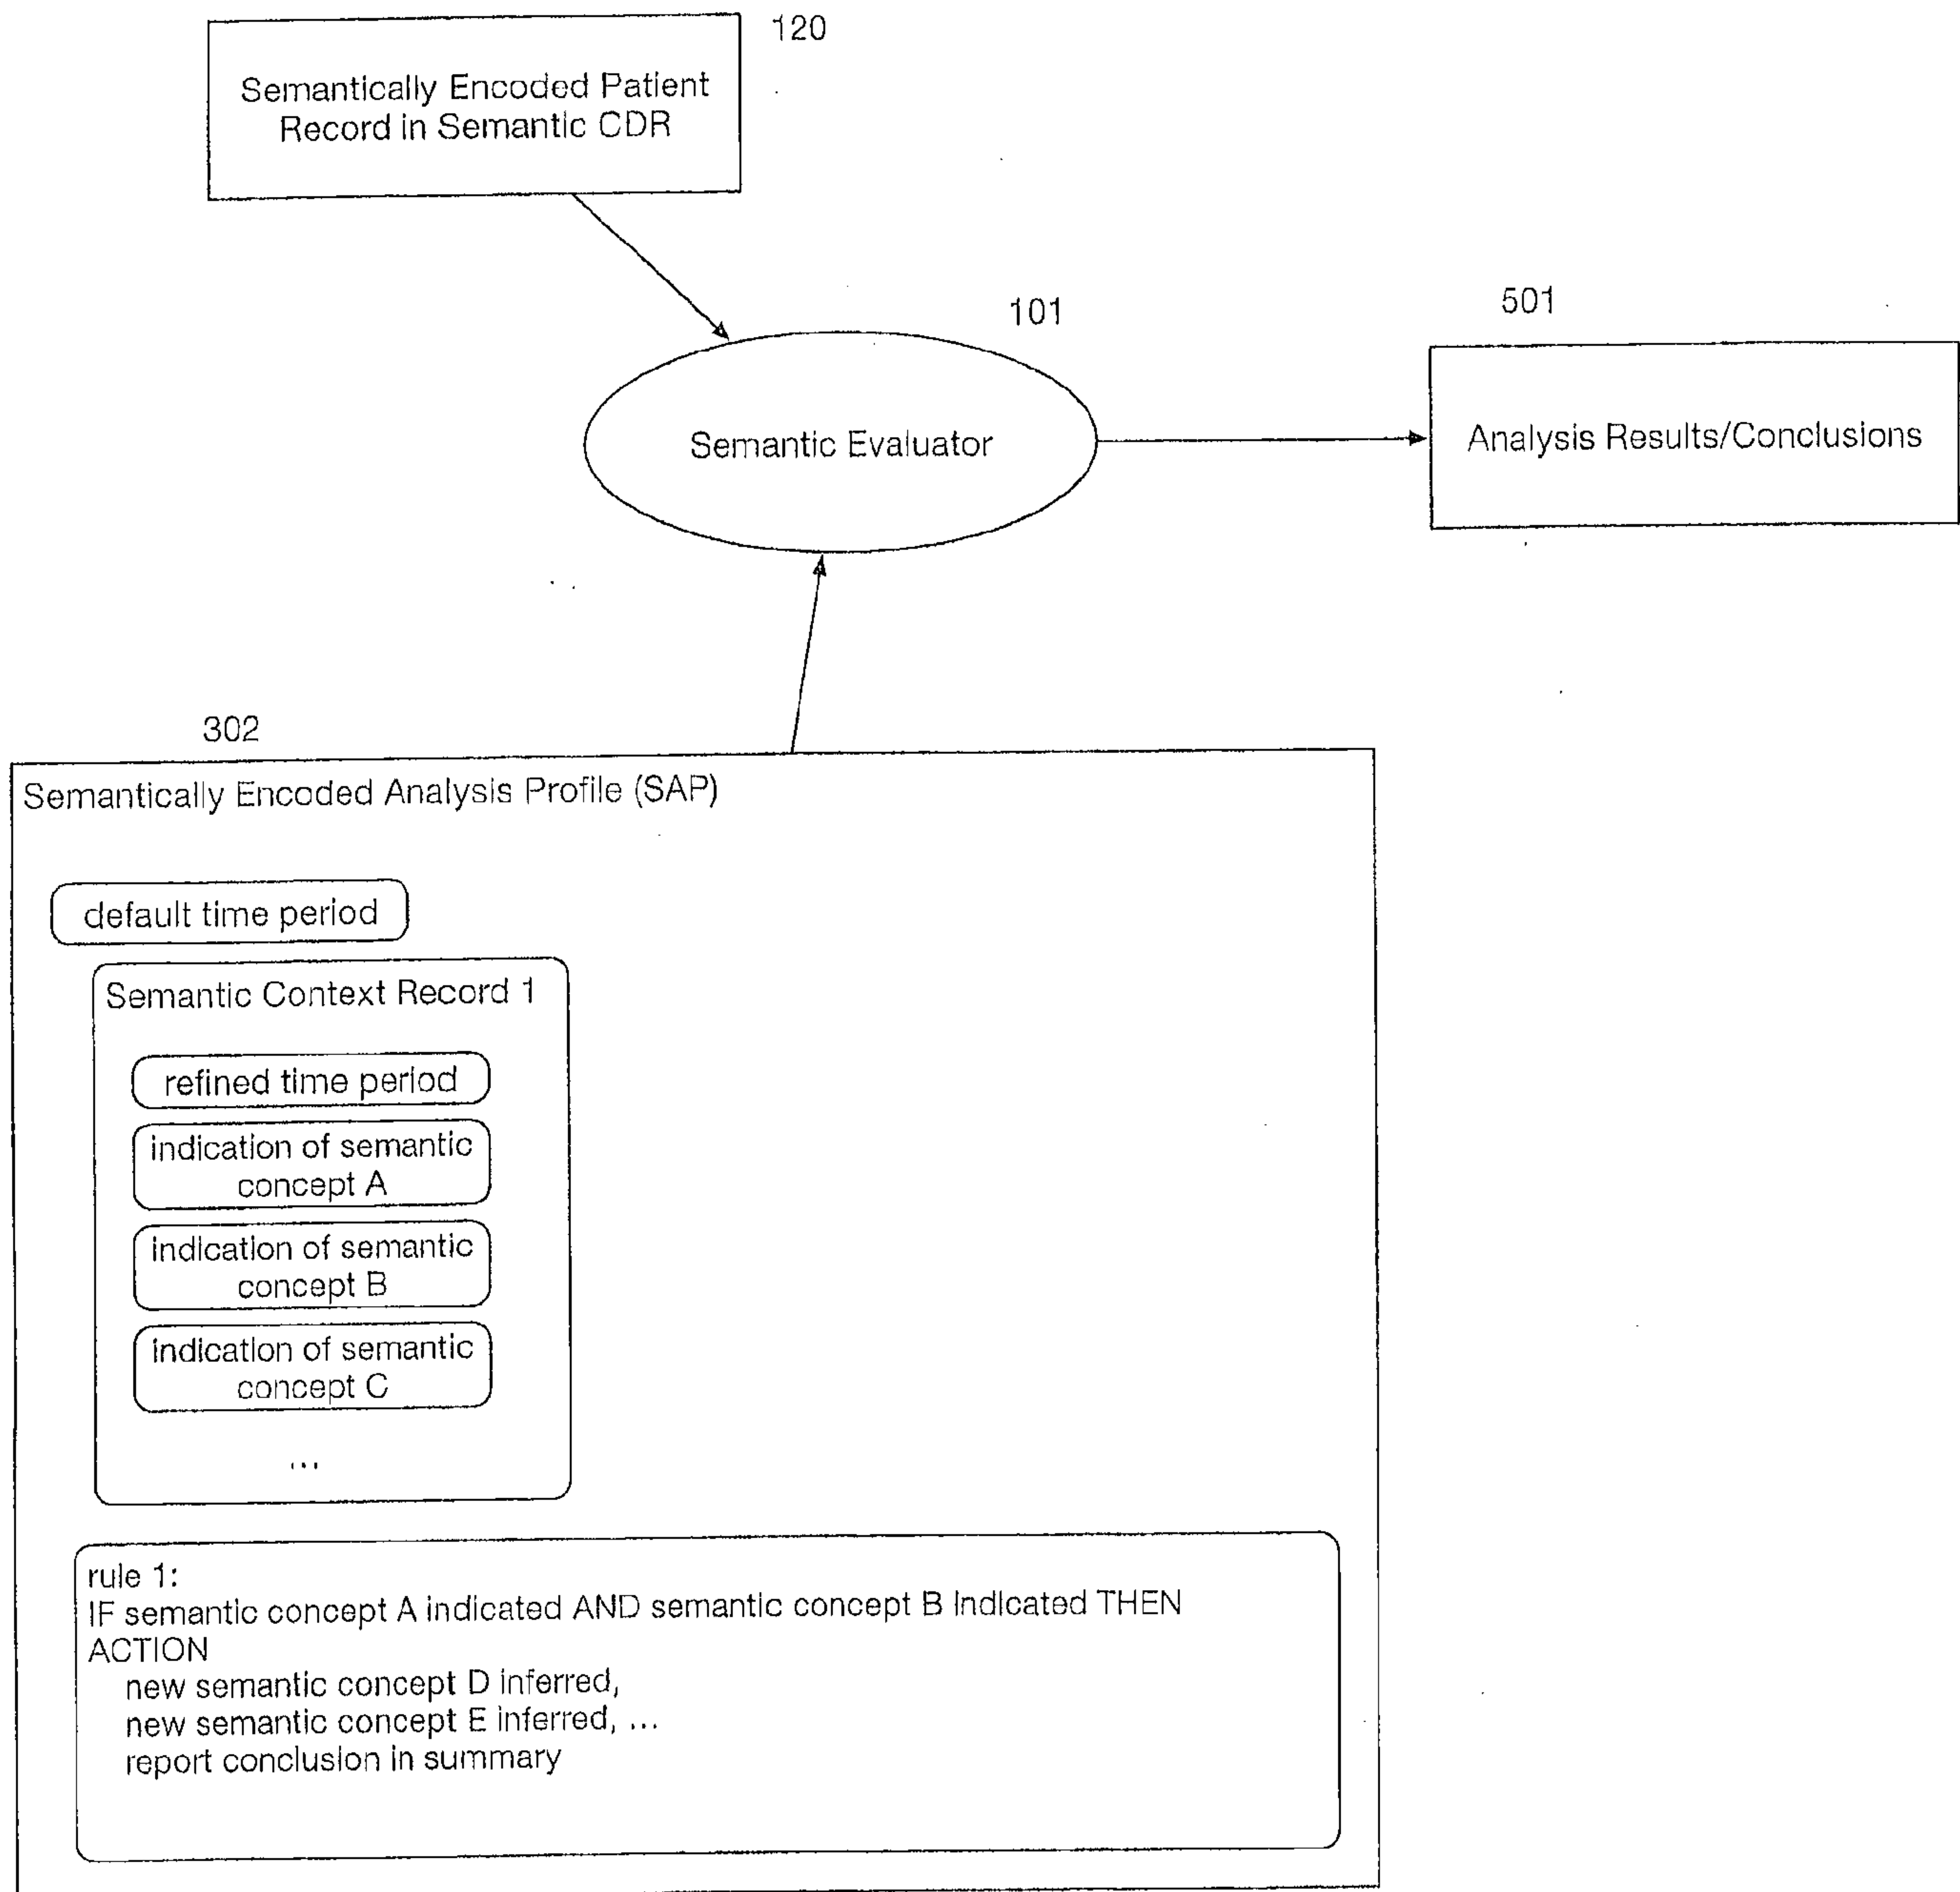 120
Semantically Encoded Patient
Record in Semantic CDR
101
501
Semantic Evaluator
Analysis Results/Conclusions
302
Semantically Encoded Analysis Profile (SAP)
default time period
Semantic Context Record 1
refined time period
indication of semantic
concept A
indication of semantic
concept B
indication of semantic
concept C
...
rule 1:
IF semantic concept A indicated AND semantic concept B indicated THEN
ACTION
new semantic concept D inferred,
new semantic concept E inferred, ...
report conclusion in summary